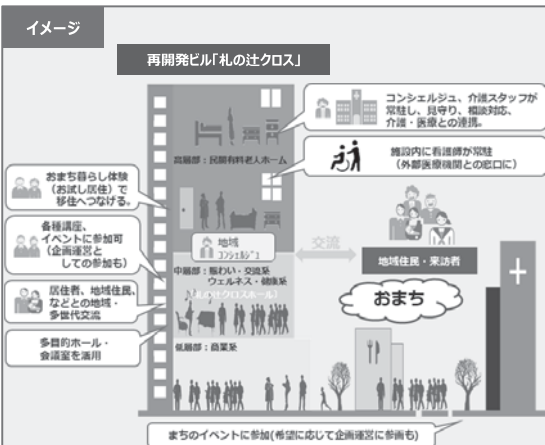 イメージ
再開発ビル「札の辻クロス」
コンシェルジュ、介護スタッフが
常駐し、見守り、相談対応、
介護・医療との連携。
高層部：民間有料老人ホーム
施設内に看護師が常駐
（外部医療機関との窓口に）
おまち暮らし体験
（お試し居住）で
移住へつなげる。
各種講座、
イベントに参加可
（企画運営と
しての参加も）
地域
コンシェルジュ
交流
地域住民・来訪者
中層部：賑わい・交流系
ウェルネス・健康系
（札の辻クロスホール）
おまち
居住者、地域住民、
などとの地域・
多世代交流
多目的ホール・
会議室を活用
低層部：商業系
まちのイベントに参加(希望に応じて企画運営に参画も)